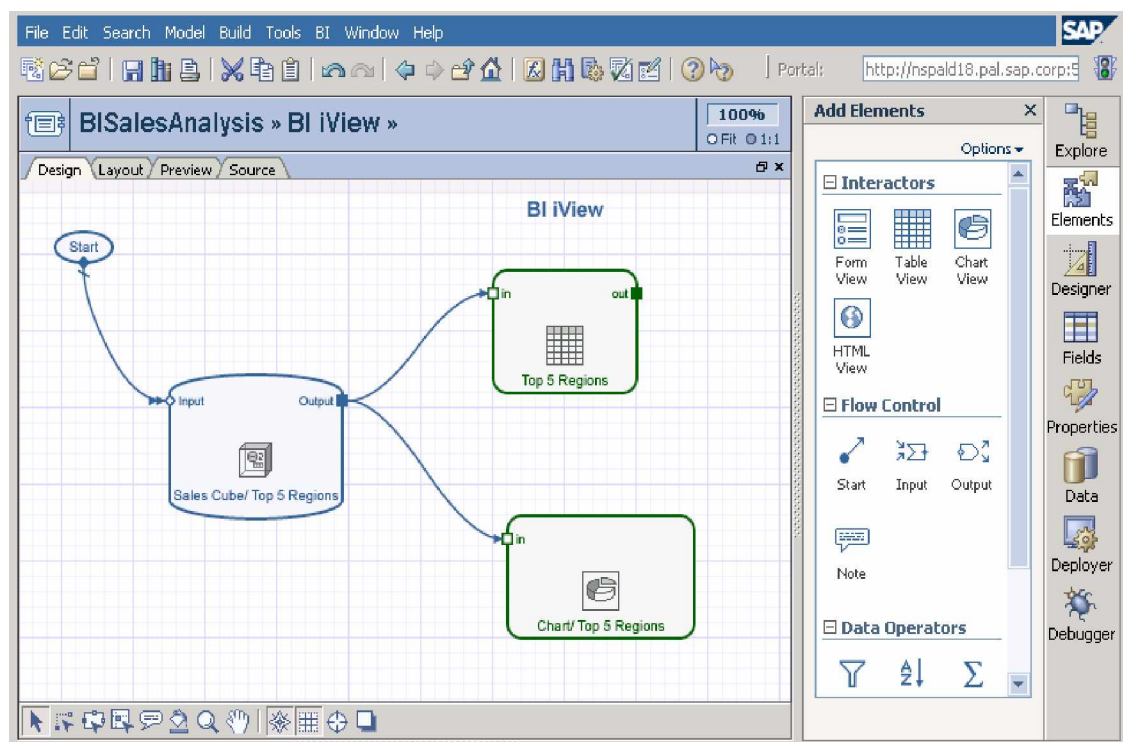 File Edit Search Model Build Tools BI Window Help
SAP
Portal: http://nspald18.pal.sap.corp:5
BISalesAnalysis » BI iView »
100%
Fit 1:1
Design Layout Preview Source
BI iView
Start
in out
Top 5 Regions
Input Output
Sales Cube/ Top 5 Regions
in
Chart/ Top 5 Regions
Add Elements
Options
Interactors
Form View
Table View
Chart View
HTML View
Flow Control
Start Input Output
Note
Data Operators
A
Z
Explore
Elements
Designer
Fields
Properties
Data
Deployer
Debugger